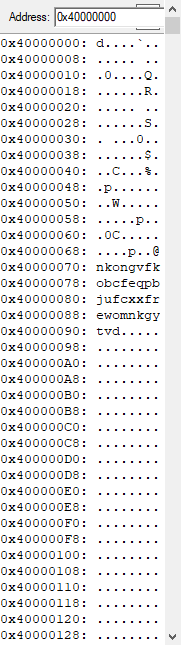 Address: 0x40000000
0x40000000: d....`..
0x40000008: ..... ..
0x40000010: .0....Q.
0x40000018: ......R.
0x40000020: ..... ..
0x40000028: ......S.
0x40000030: . ...0..
0x40000038: ......$.
0x40000040: ..C...%.
0x40000048: .p......
0x40000050: ..W.....
0x40000058: .....p..
0x40000060: .0C.....
0x40000068: ....p..@
0x40000070: nkongvfk
0x40000078: obcfeqpb
0x40000080: jufcxxfr
0x40000088: ewomnkgy
0x40000090: tvd.....
0x40000098: ........
0x400000A0: ........
0x400000A8: ........
0x400000B0: ........
0x400000B8: ........
0x400000C0: ........
0x400000C8: ........
0x400000D0: ........
0x400000D8: ........
0x400000E0: ........
0x400000E8: ........
0x400000F0: ........
0x400000F8: ........
0x40000100: ........
0x40000108: ........
0x40000110: ........
0x40000118: ........
0x40000120: ........
0x40000128: ........